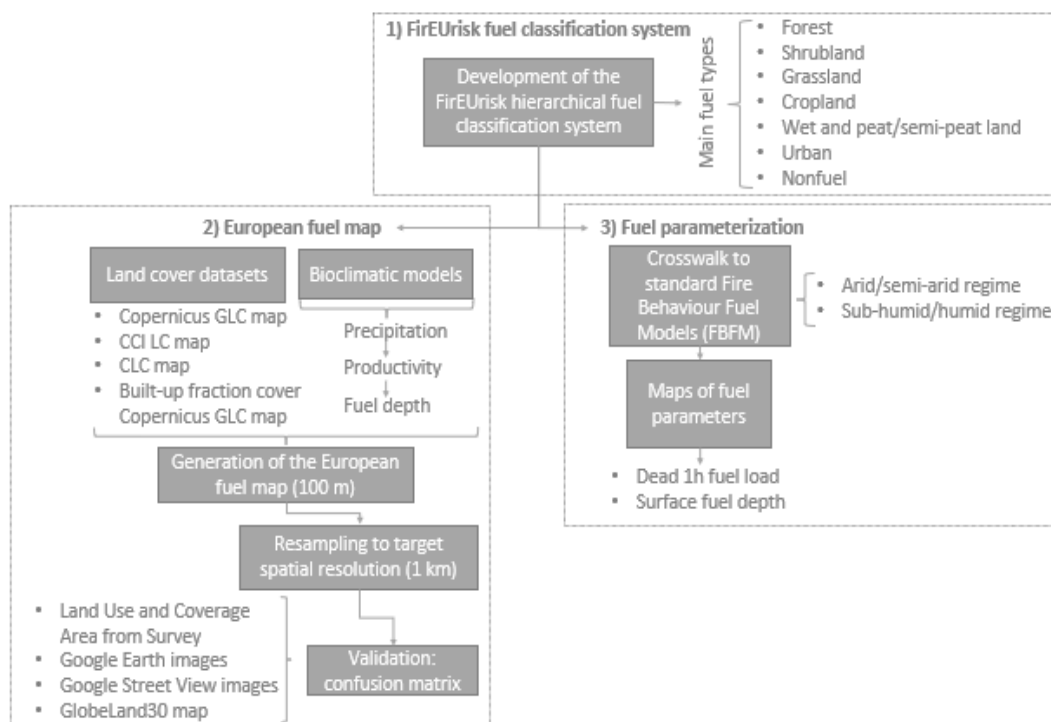 1) FirEUrisk fuel classification system
Development of the
FirEUrisk hierarchical fuel
classification system
Main fuel types
• Forest
• Shrubland
• Grassland
• Cropland
• Wet and peat/semi-peat land
• Urban
• Nonfuel
2) European fuel map
Land cover datasets
• Copernicus GLC map
• CCI LC map
• CLC map
• Built-up fraction cover
Copernicus GLC map
Bioclimatic models
Precipitation
Productivity
Fuel depth
Generation of the European
fuel map (100 m)
Resampling to target
spatial resolution (1 km)
• Land Use and Coverage
Area from Survey
• Google Earth images
• Google Street View images
• GlobeLand30 map
Validation:
confusion matrix
3) Fuel parameterization
Crosswalk to
standard Fire
Behaviour Fuel
Models (FBFM)
• Arid/semi-arid regime
• Sub-humid/humid regime
Maps of fuel
parameters
• Dead 1h fuel load
• Surface fuel depth